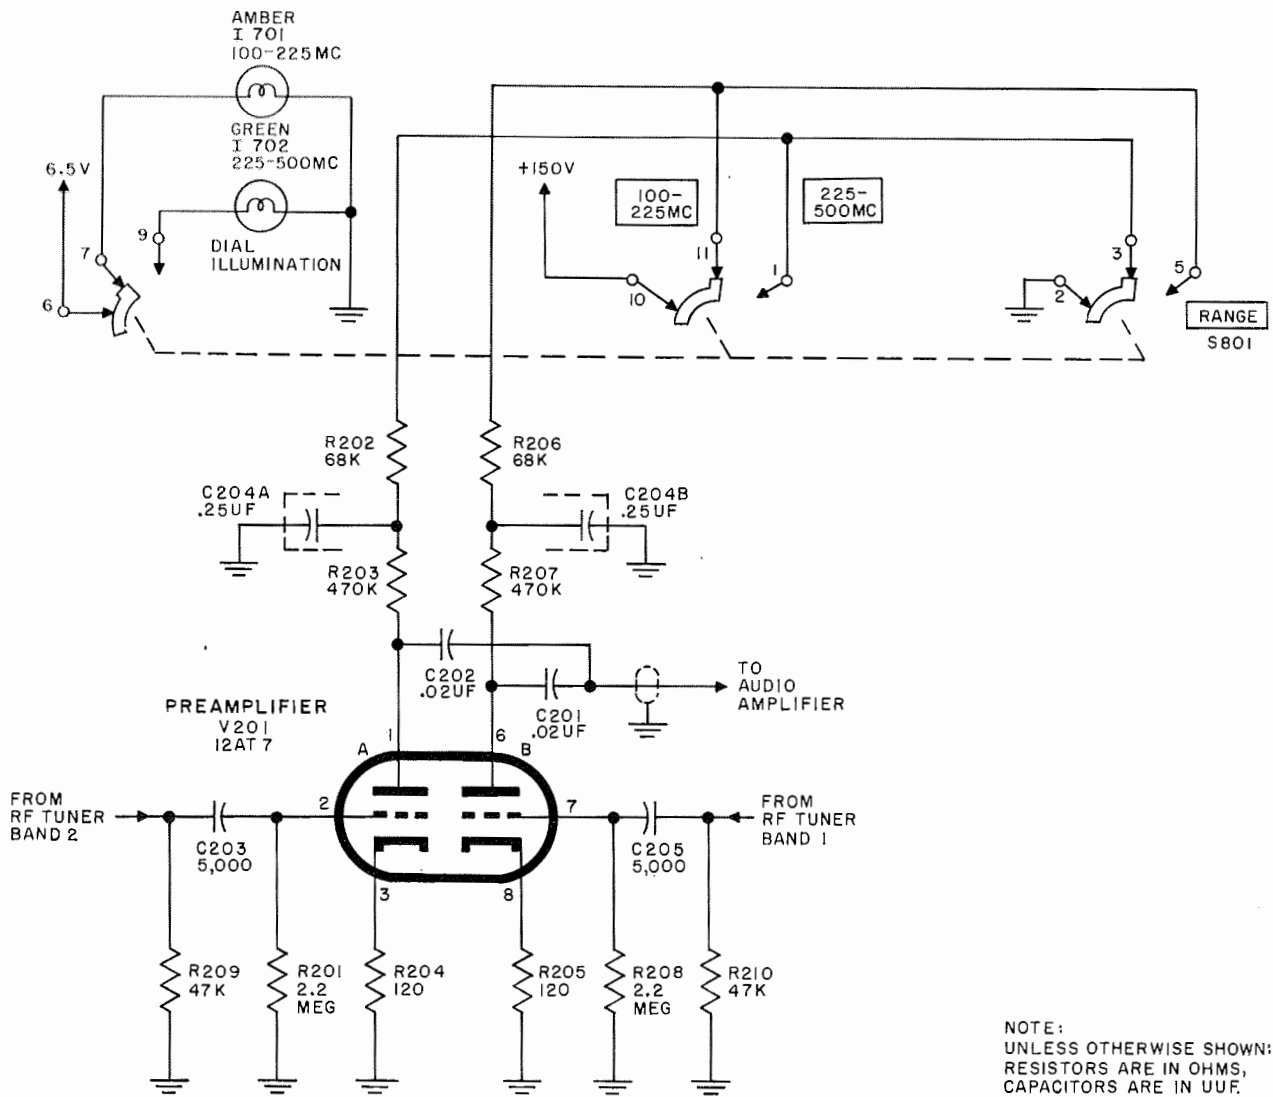 AMBER
I 701
100-225MC
GREEN
I 702
225-500MC
6.5V
7
9
6
DIAL
ILLUMINATION
+150V
100-
225MC
225-
500MC
11
1
10
3
5
2
RANGE
S801
R202
68K
R206
68K
C204A
.25UF
C204B
.25UF
R203
470K
R207
470K
C202
.02UF
C201
.02UF
TO
AUDIO
AMPLIFIER
PREAMPLIFIER
V201
12AT7
A
1
6
B
FROM
RF TUNER
BAND 2
2
7
FROM
RF TUNER
BAND 1
C203
5,000
C205
5,000
3
8
R209
47K
R201
2.2
MEG
R204
120
R205
120
R208
2.2
MEG
R210
47K
NOTE:
UNLESS OTHERWISE SHOWN:
RESISTORS ARE IN OHMS,
CAPACITORS ARE IN UUF.